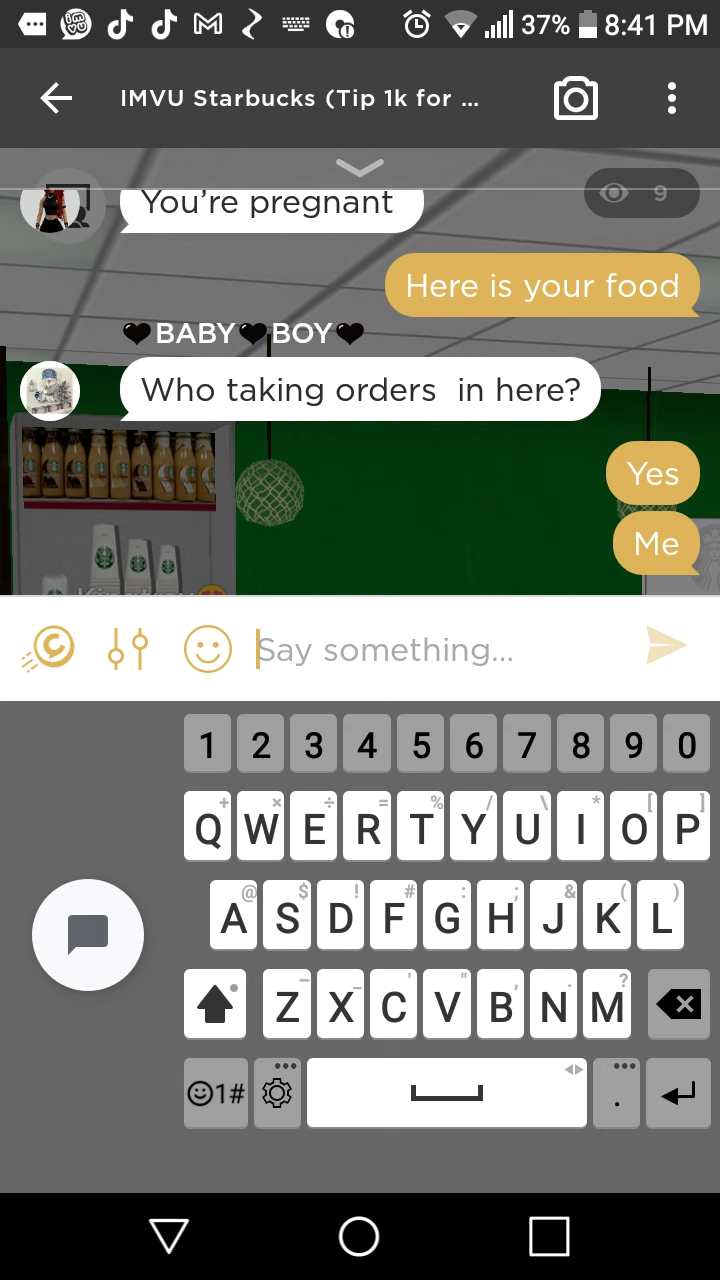 37% 8:41 PM
IMVU Starbucks (Tip 1k for ...
You're pregnant
9
Here is your food
🖤BABY🖤BOY🖤
Who taking orders  in here?
Yes
Me
Say something...
1 2 3 4 5 6 7 8 9 0
+ × ÷ = % / \ * [ ]
Q W E R T Y U I O P
@ $ ! # : ; & ( )
A S D F G H J K L
- _ ' " , . ?
Z X C V B N M
1# .